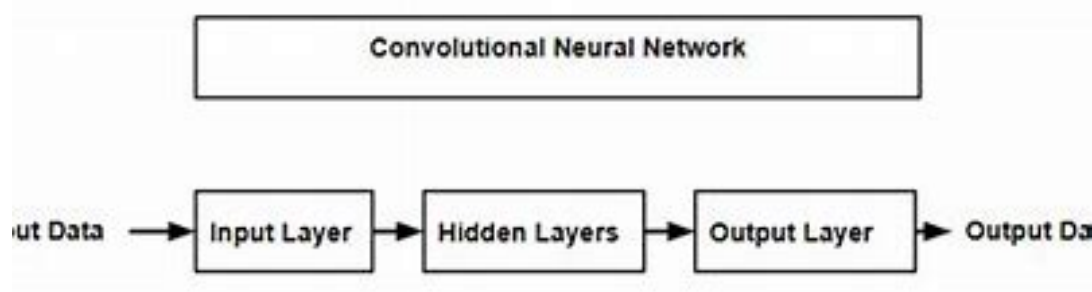 Convolutional Neural Network
ut Data Input Layer Hidden Layers Output Layer Output Da